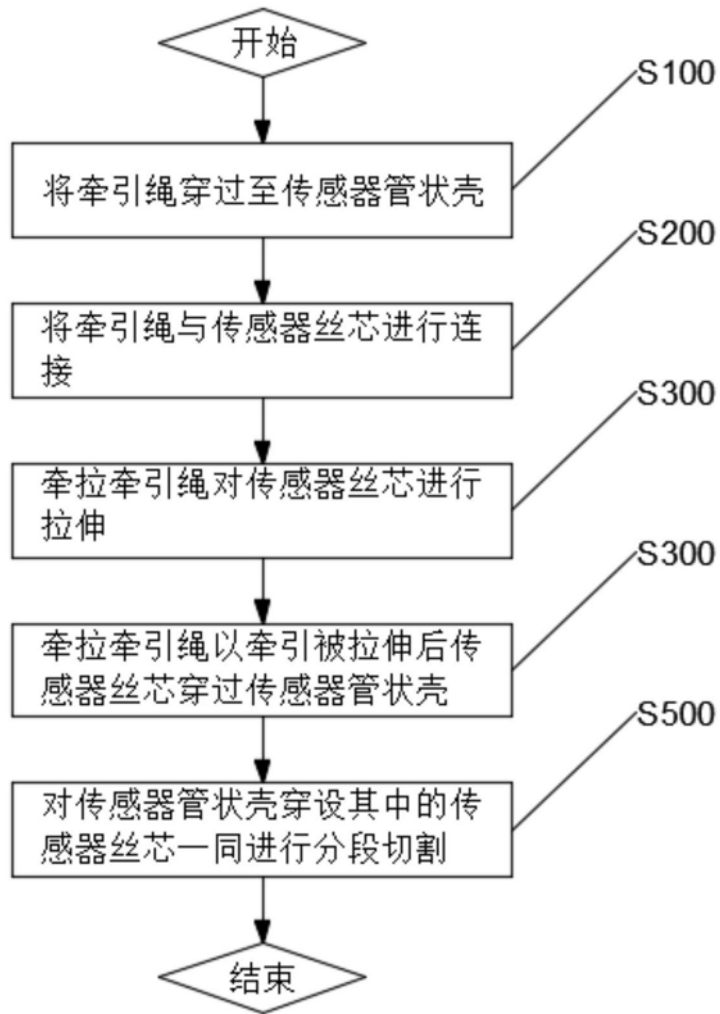 开始
S100
将牵引绳穿过至传感器管状壳
S200
将牵引绳与传感器丝芯进行连
接
S300
牵拉牵引绳对传感器丝芯进行
拉伸
S300
牵拉牵引绳以牵引被拉伸后传
感器丝芯穿过传感器管状壳
S500
对传感器管状壳穿设其中的传
感器丝芯一同进行分段切割
结束